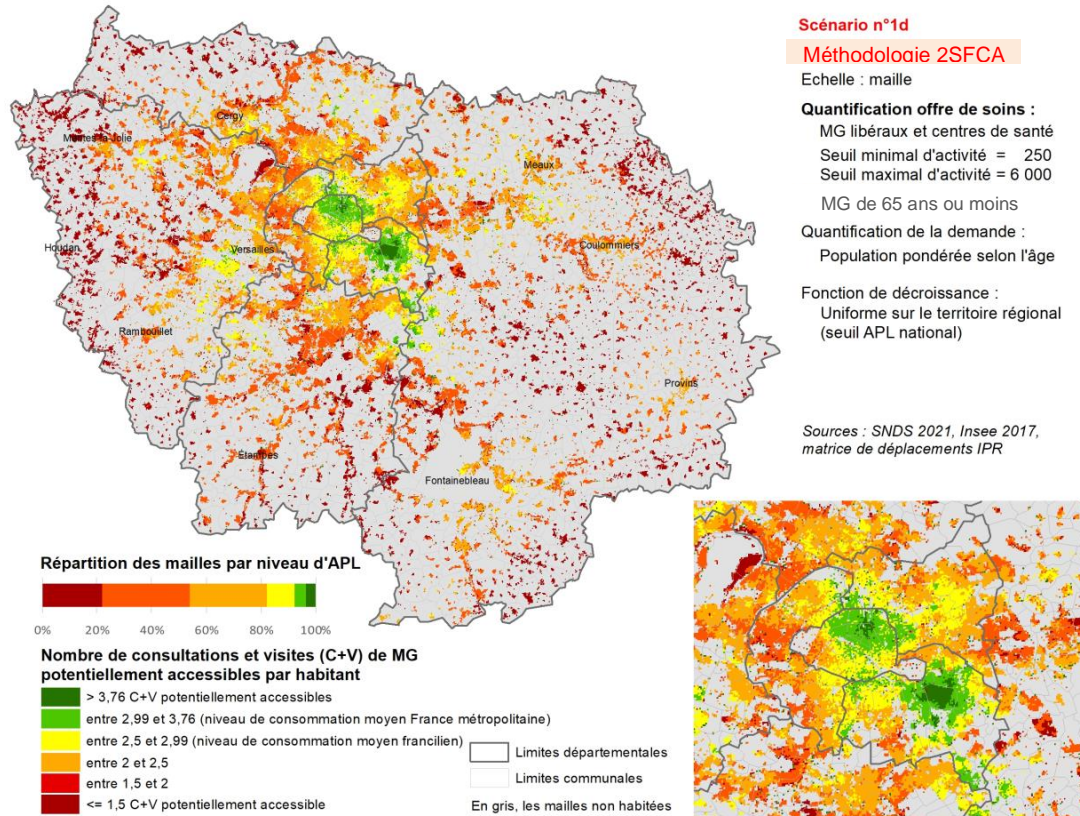 Scénario n°1d
Méthodologie 2SFCA
Echelle : maille
Quantification offre de soins :
MG libéraux et centres de santé
Seuil minimal d'activité = 250
Seuil maximal d'activité = 6 000
MG de 65 ans ou moins
Quantification de la demande :
Population pondérée selon l'âge
Fonction de décroissance :
Uniforme sur le territoire régional
(seuil APL national)
Sources : SNDS 2021, Insee 2017,
matrice de déplacements IPR
Cergy
Mantes-la-Jolie
Meaux
Houdan
Versailles
Coulommiers
Rambouillet
Provins
Étampes
Fontainebleau
Répartition des mailles par niveau d'APL
0% 20% 40% 60% 80% 100%
Nombre de consultations et visites (C+V) de MG
potentiellement accessibles par habitant
> 3,76 C+V potentiellement accessibles
entre 2,99 et 3,76 (niveau de consommation moyen France métropolitaine)
entre 2,5 et 2,99 (niveau de consommation moyen francilien)
entre 2 et 2,5
entre 1,5 et 2
<= 1,5 C+V potentiellement accessible
Limites départementales
Limites communales
En gris, les mailles non habitées